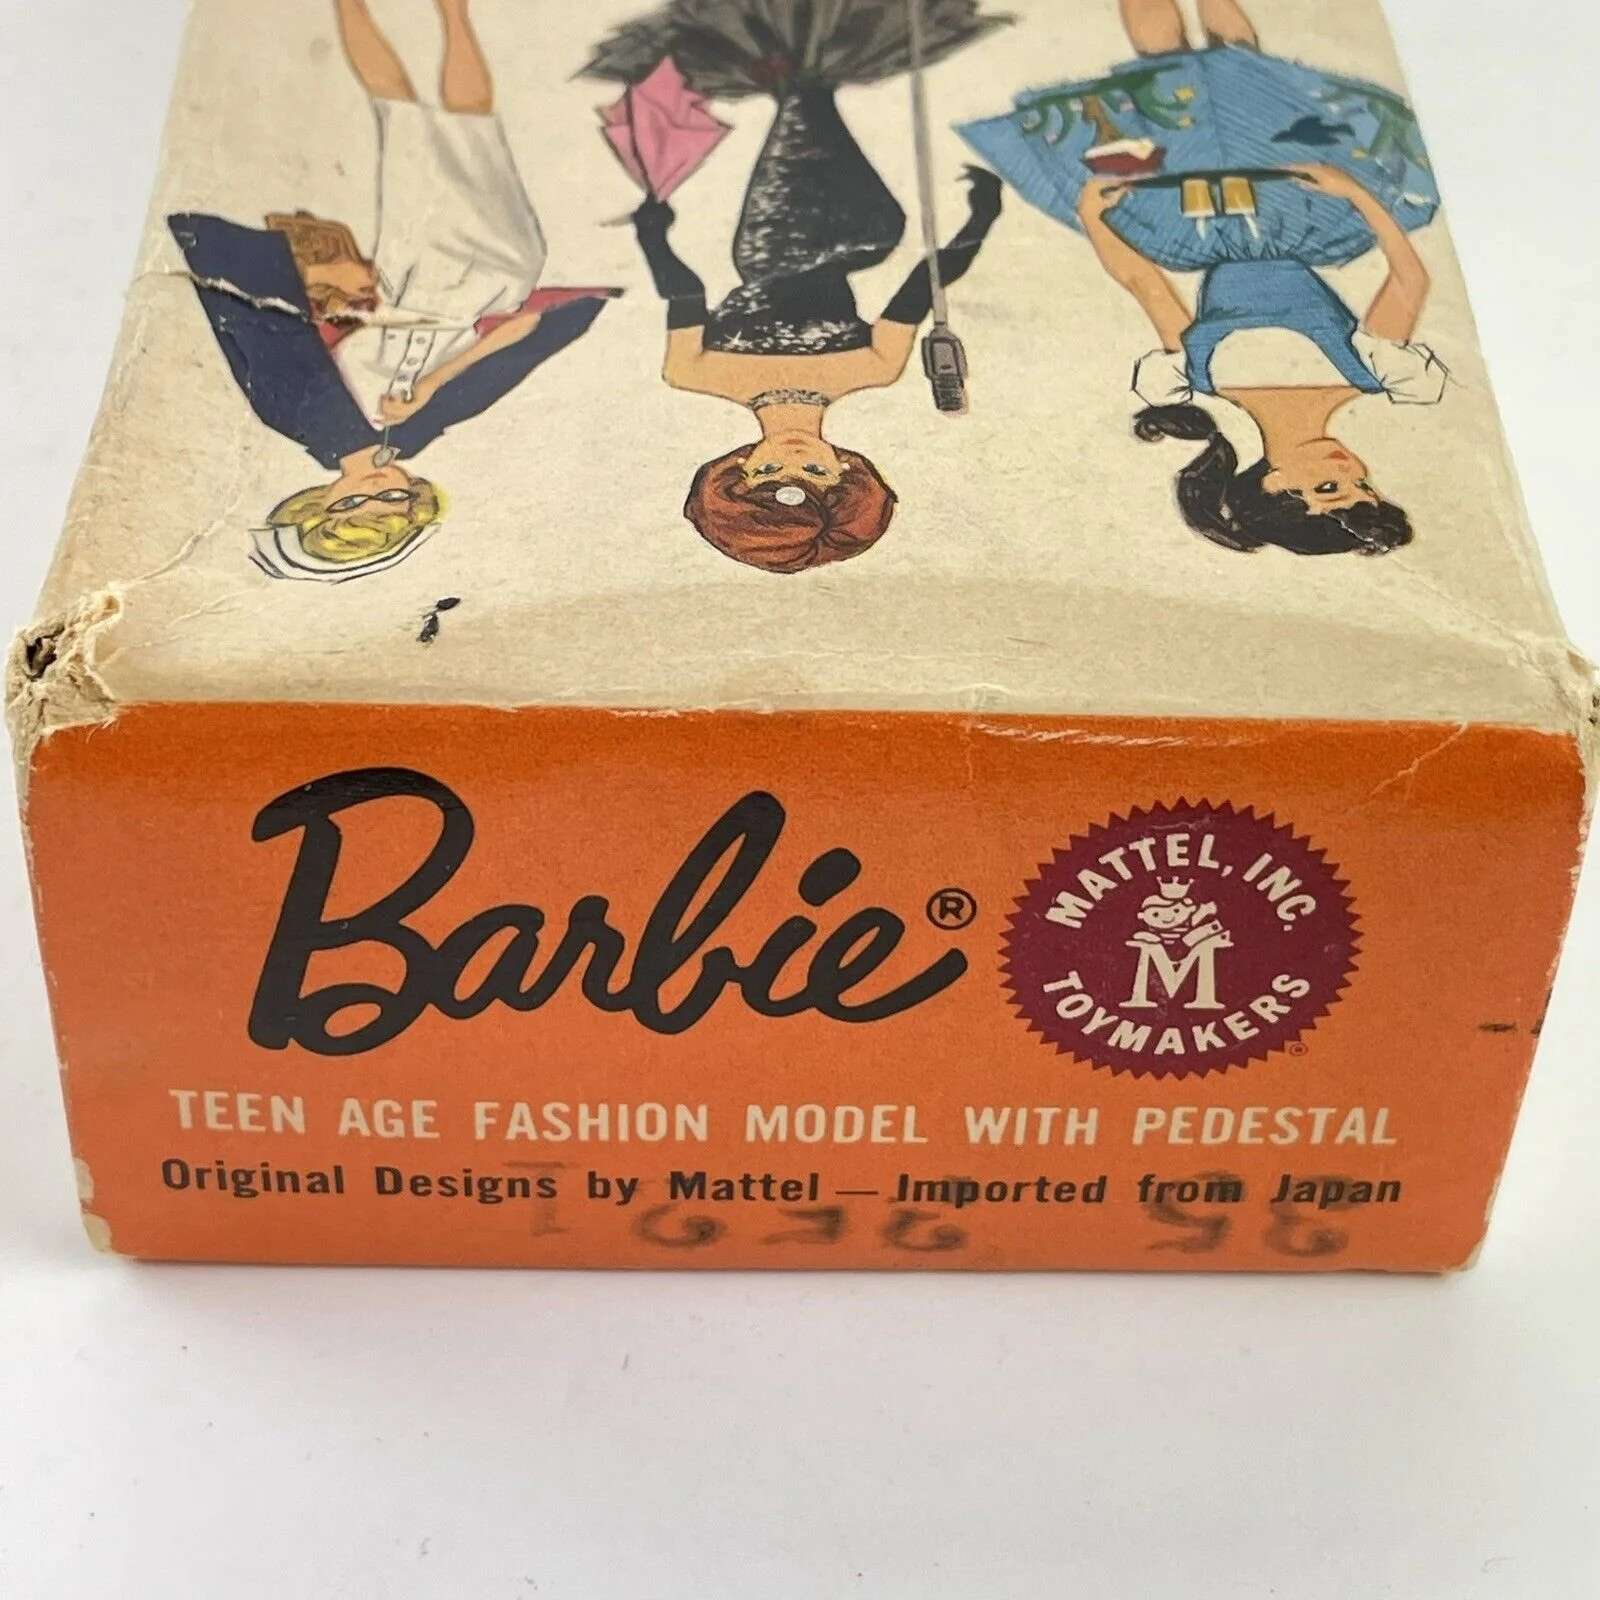 Barbie®
MATTEL, INC.
M
TOYMAKERS
®
TEEN AGE FASHION MODEL WITH PEDESTAL
Original Designs by Mattel — Imported from Japan